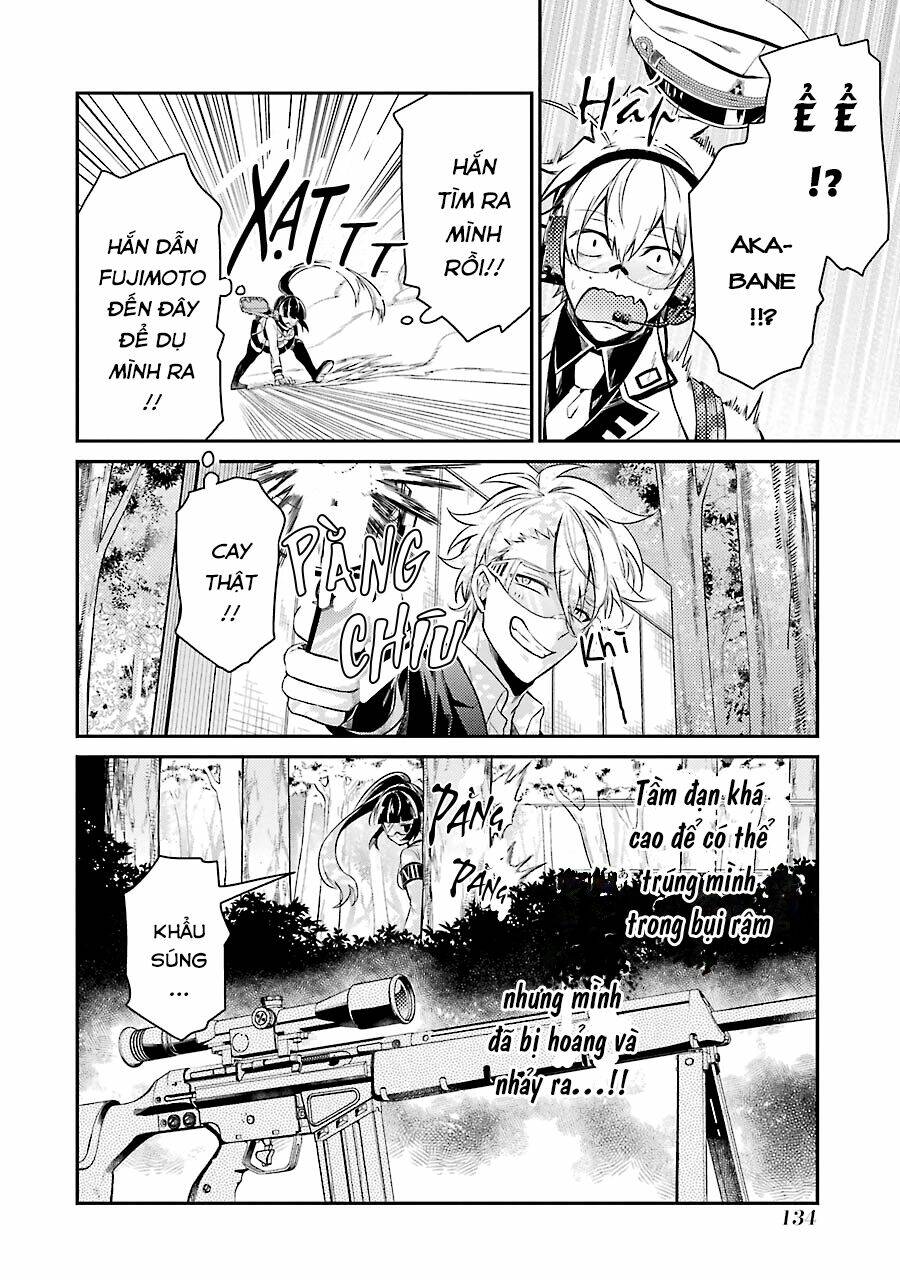 Ể Ể
!?
AKA-
BANE
!!?
Hấp
HẮN
TÌM RA
MÌNH
RỒI!!
XẠT T T
HẮN DẪN
FUJIMOTO
ĐẾN ĐÂY
ĐỂ DỤ
MÌNH RA
!!
Khì
PẰNG
CHÍU
CAY
THẬT
!!
Tầm đạn khá
cao để có thể
trúng mình
trong bụi rậm
PẰNG
PẰNG
nhưng mình
đã bị hoảng và
nhảy ra...!!
KHẨU
SÚNG
...
134